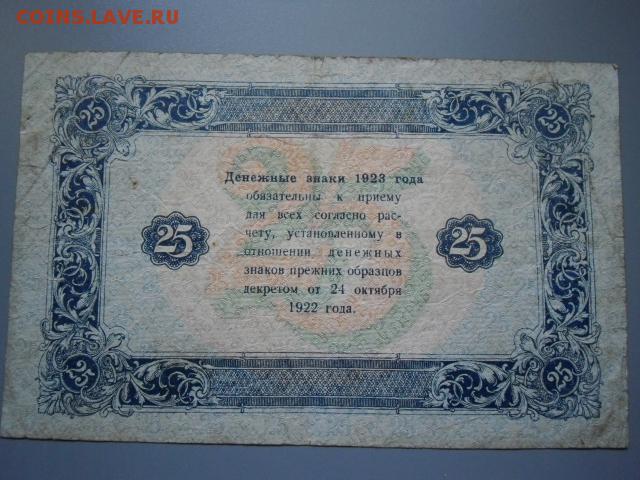 COINS.LAVE.RU
25
25
Денежные знаки 1923 года
обязательны к приему
для всех согласно рас-
чету, установленному в
отношении денежных
знаков прежних образцов
декретом от 24 октября
1922 года.
25
25
25
25